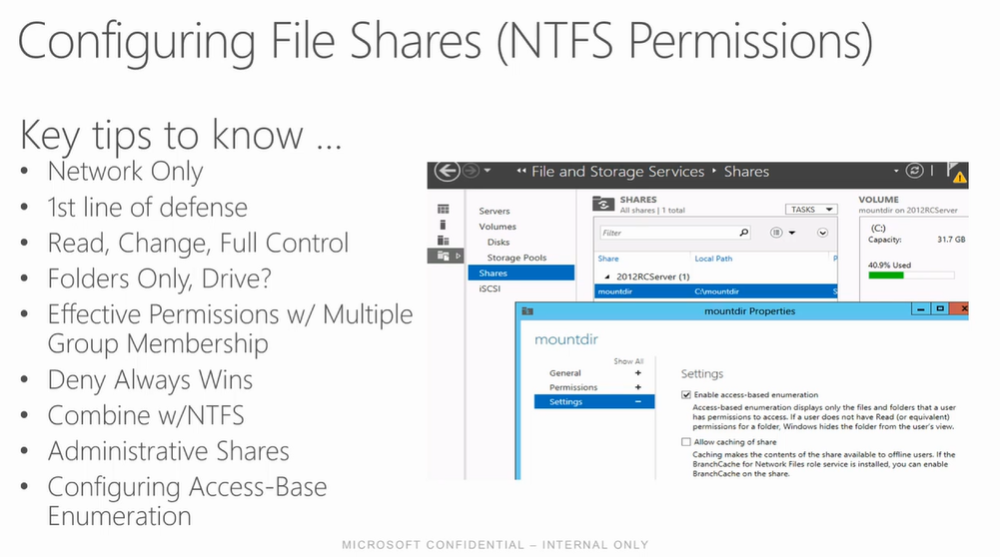 Configuring File Shares (NTFS Permissions)
Key tips to know ...
• Network Only
• 1st line of defense
• Read, Change, Full Control
• Folders Only, Drive?
• Effective Permissions w/ Multiple
Group Membership
• Deny Always Wins
• Combine w/NTFS
• Administrative Shares
• Configuring Access-Base
Enumeration
File and Storage Services • Shares
Servers
Volumes
Disks
Storage Pools
Shares
iSCSI
SHARES
All shares | 1 total
TASKS
Filter
Share Local Path P
2012RCServer (1)
mountdir C:\mountdir S
VOLUME
mountdir on 2012RCServer
(C:)
Capacity: 31.7 GB
40.9% Used
mountdir Properties
mountdir
Show All
General +
Permissions +
Settings −
Settings
Enable access-based enumeration
Access-based enumeration displays only the files and folders that a user
has permissions to access. If a user does not have Read (or equivalent)
permissions for a folder, Windows hides the folder from the user's view.
Allow caching of share
Caching makes the contents of the share available to offline users. If the
BranchCache for Network Files role service is installed, you can enable
BranchCache on the share.
MICROSOFT CONFIDENTIAL – INTERNAL ONLY